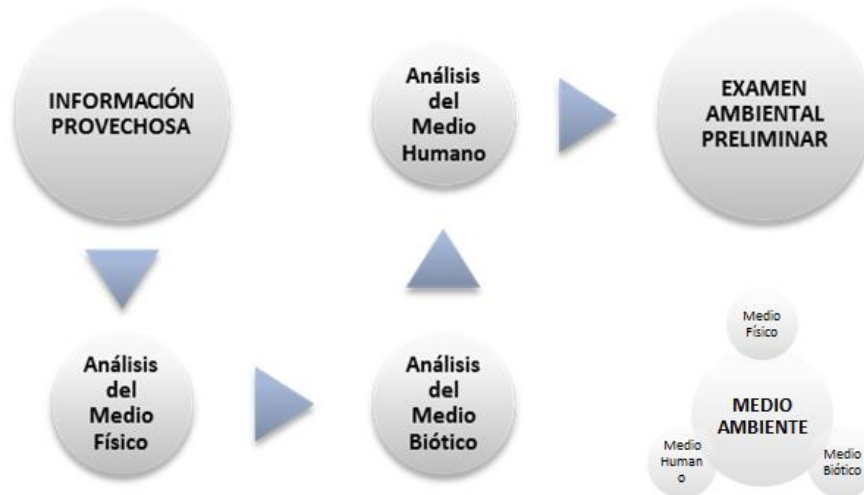 INFORMACIÓN
PROVECHOSA
Análisis
del
Medio
Físico
Análisis
del
Medio
Biótico
Análisis
del
Medio
Humano
EXAMEN
AMBIENTAL
PRELIMINAR
Medio
Físico
MEDIO
AMBIENTE
Medio
Human
o
Medio
Biótico